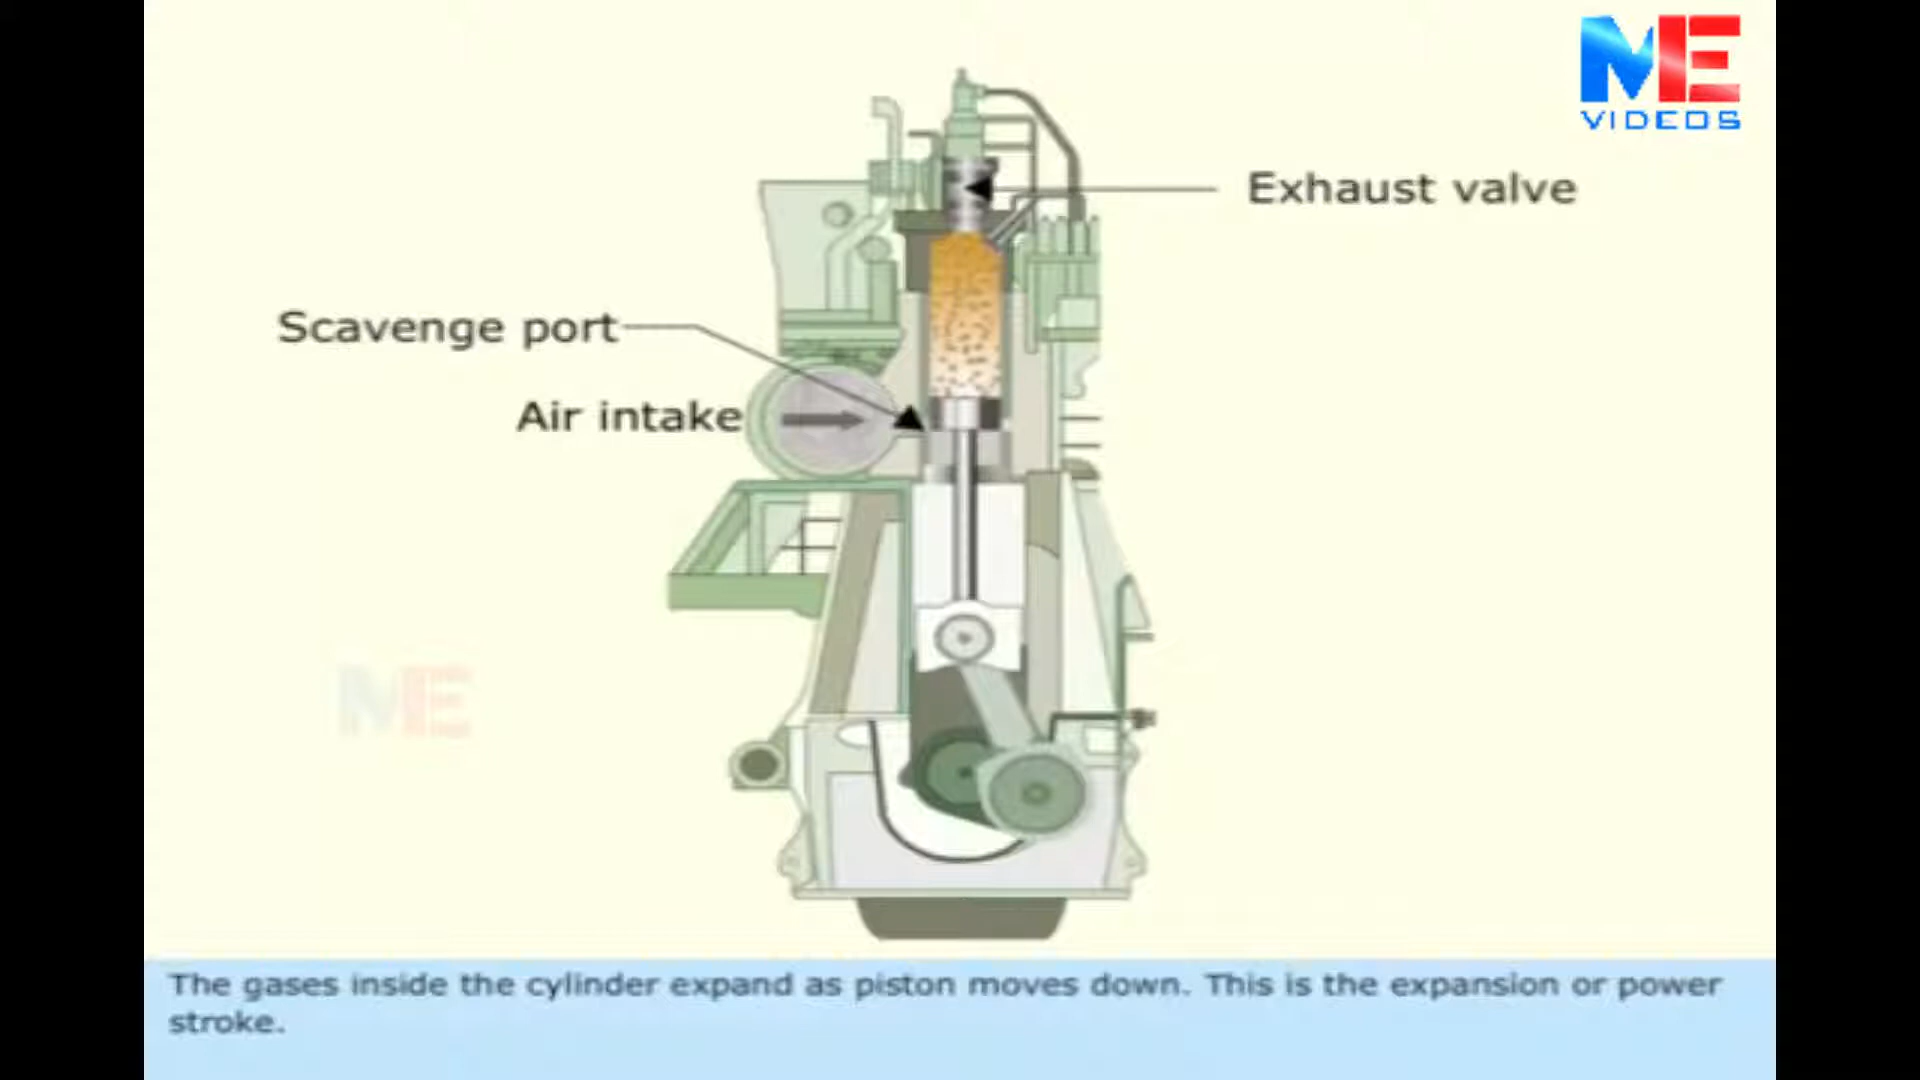 ME
VIDEOS
Exhaust valve
Scavenge port
Air intake
ME
The gases inside the cylinder expand as piston moves down. This is the expansion or power
stroke.